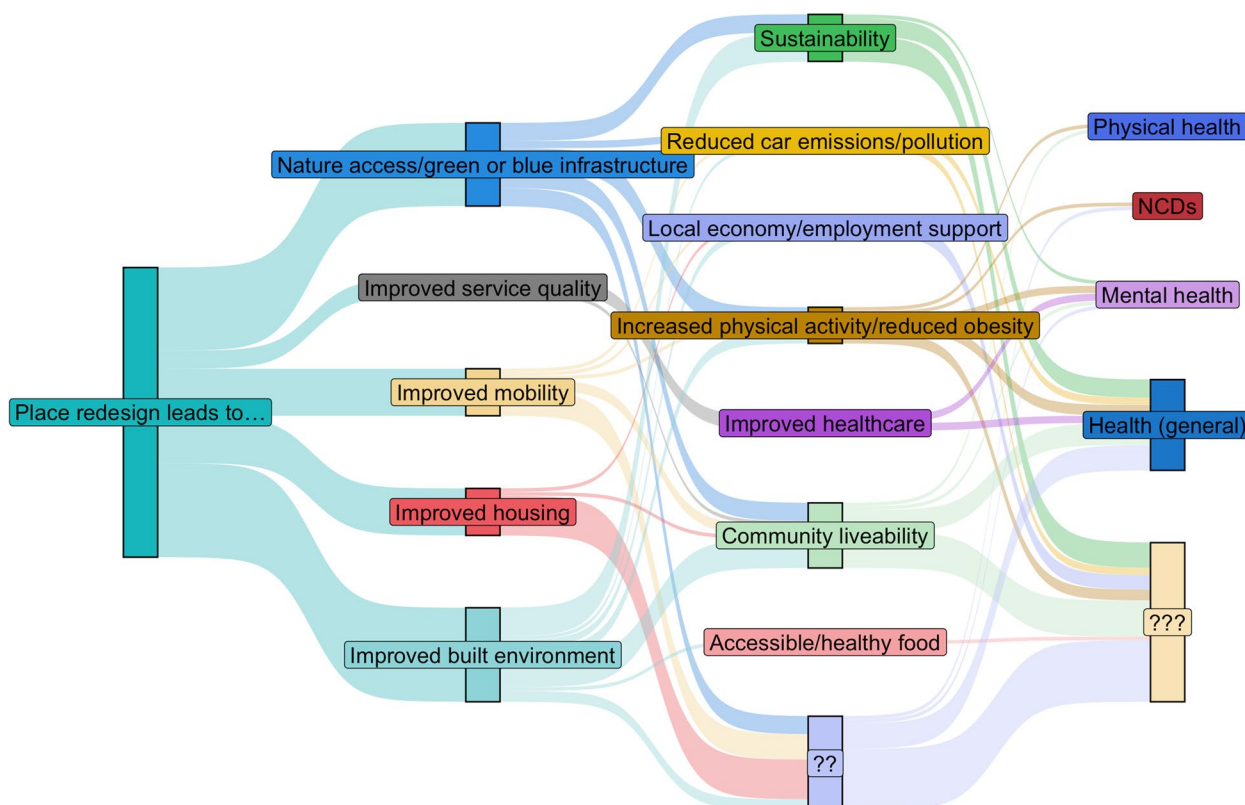 Place redesign leads to…
Nature access/green or blue infrastructure
Improved service quality
Improved mobility
Improved housing
Improved built environment
Sustainability
Reduced car emissions/pollution
Local economy/employment support
Increased physical activity/reduced obesity
Improved healthcare
Community liveability
Accessible/healthy food
??
Physical health
NCDs
Mental health
Health (general)
???